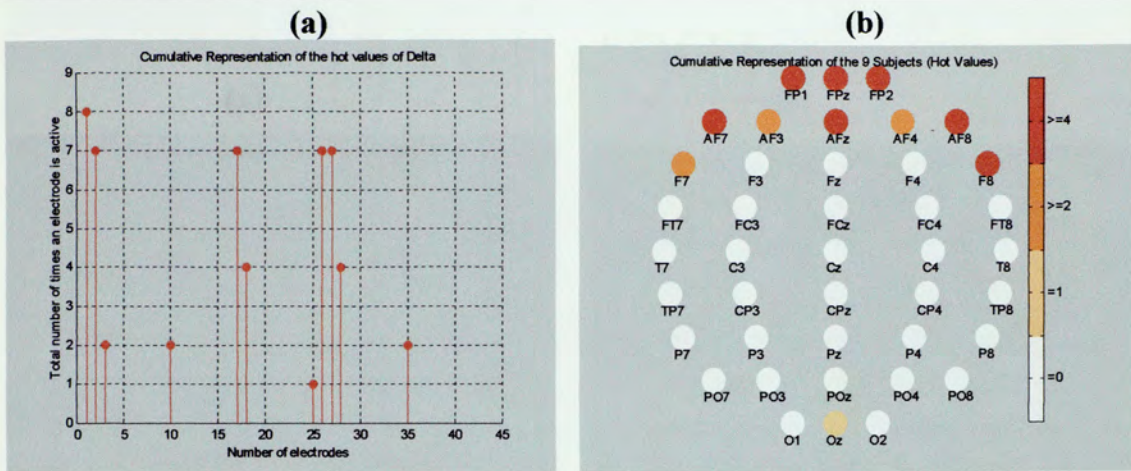 (a)
Cumulative Representation of the hot values of Delta
Total number of times an electrode is active
9
8
7
6
5
4
3
2
1
0
0 5 10 15 20 25 30 35 40 45
Number of electrodes
(b)
Cumulative Representation of the 9 Subjects (Hot Values)
FP1 FPz FP2
AF7 AF3 AFz AF4 AF8
F7 F3 Fz F4 F8
FT7 FC3 FCz FC4 FT8
T7 C3 Cz C4 T8
TP7 CP3 CPz CP4 TP8
P7 P3 Pz P4 P8
PO7 PO3 POz PO4 PO8
O1 Oz O2
>=4
>=2
=1
=0